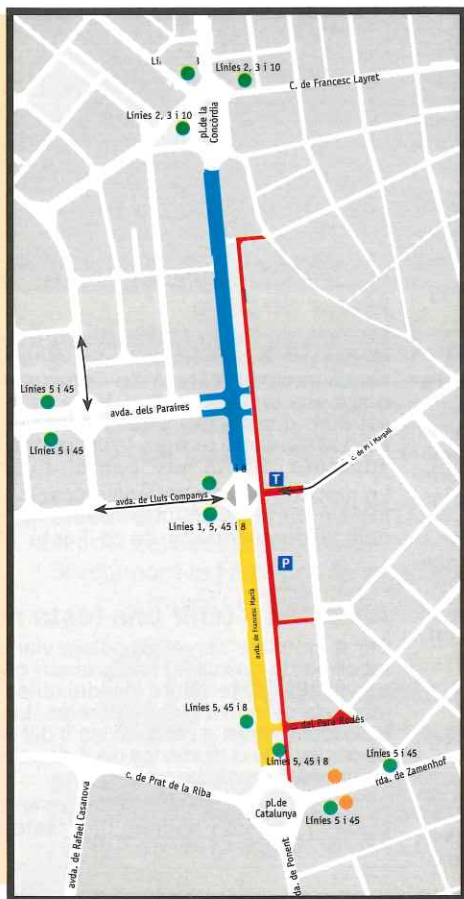 Línies 2, 3 i 10
C. de Francesc Layret
Línies 2, 3 i 10
pl.de la
Concòrdia
Línies 5 i 45
avda. dels Paraires
Línies 5 i 45
c. de Pi i Margall
T
avda. de Lluís Companys
Línies 1, 5, 45 i 8
P
avda. de Francesc Macià
Línies 5, 45 i 8
c. del Pare Rodés
Línies 5, 45 i 8
Línies 5 i 45
rda. de Zamenhof
c. de Prat de la Riba
pl.de
Catalunya
Línies 5 i 45
avda. de Rafael Casanova
da. de Ponent